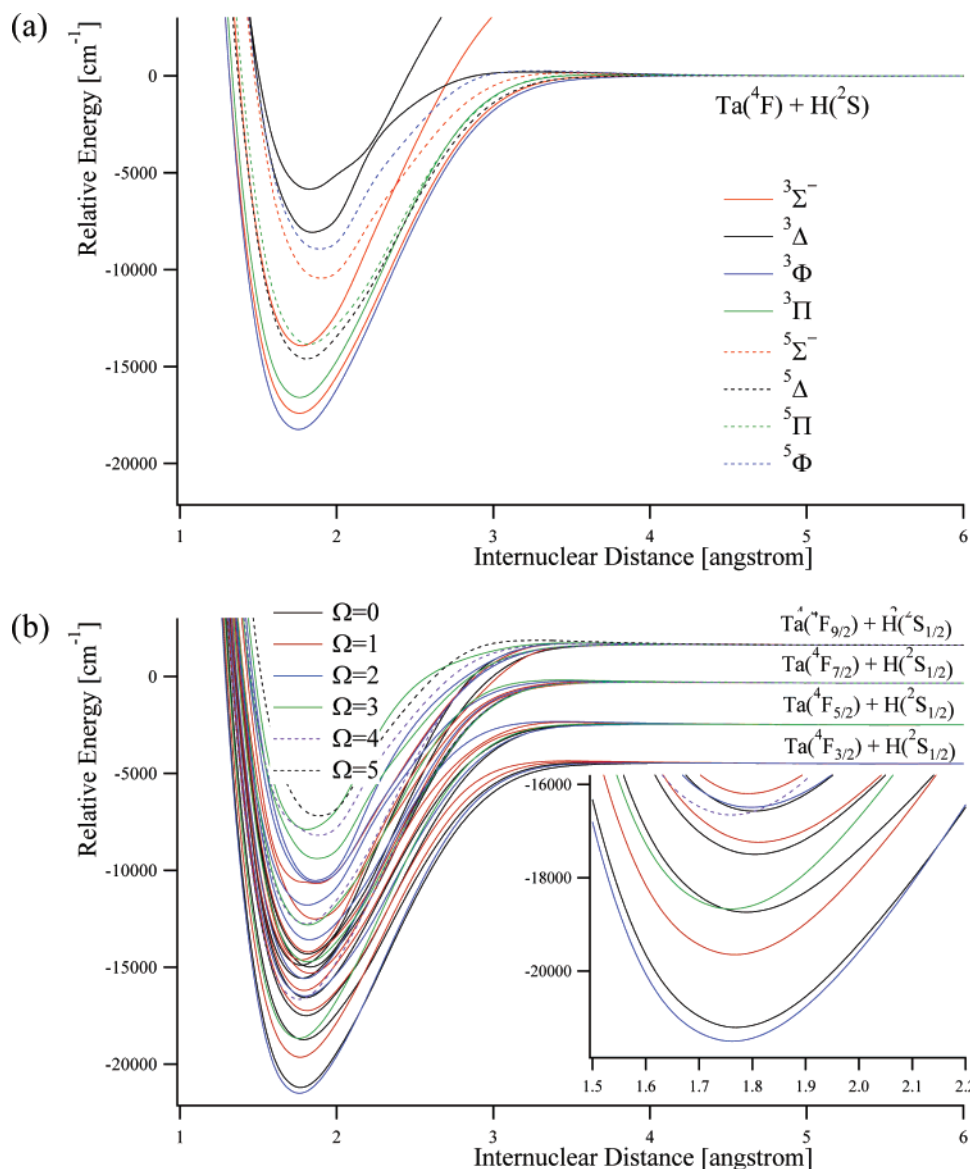 (a)
Relative Energy [cm⁻¹]
0
-5000
-10000
-15000
-20000
Ta(⁴F) + H(²S)
³Σ⁻
³Δ
³Φ
³Π
⁵Σ⁻
⁵Δ
⁵Π
⁵Φ
1 2 3 4 5 6
Internuclear Distance [angstrom]
(b)
Relative Energy [cm⁻¹]
0
-5000
-10000
-15000
-20000
Ω=0
Ω=1
Ω=2
Ω=3
Ω=4
Ω=5
Ta(⁴F₉/₂) + H(²S₁/₂)
Ta(⁴F₇/₂) + H(²S₁/₂)
Ta(⁴F₅/₂) + H(²S₁/₂)
Ta(⁴F₃/₂) + H(²S₁/₂)
-16000
-18000
-20000
1.5 1.6 1.7 1.8 1.9 2.0 2.1 2.2
1 2 3 4 5 6
Internuclear Distance [angstrom]